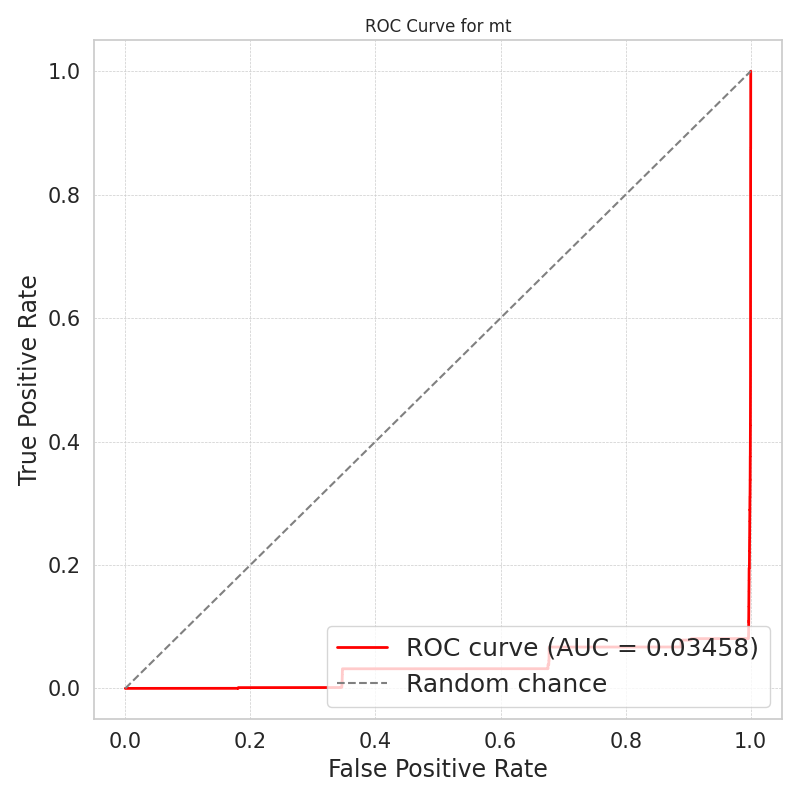 ROC Curve for mt
True Positive Rate
1.0
0.8
0.6
0.4
0.2
0.0
ROC curve (AUC = 0.03458)
Random chance
0.0 0.2 0.4 0.6 0.8 1.0
False Positive Rate